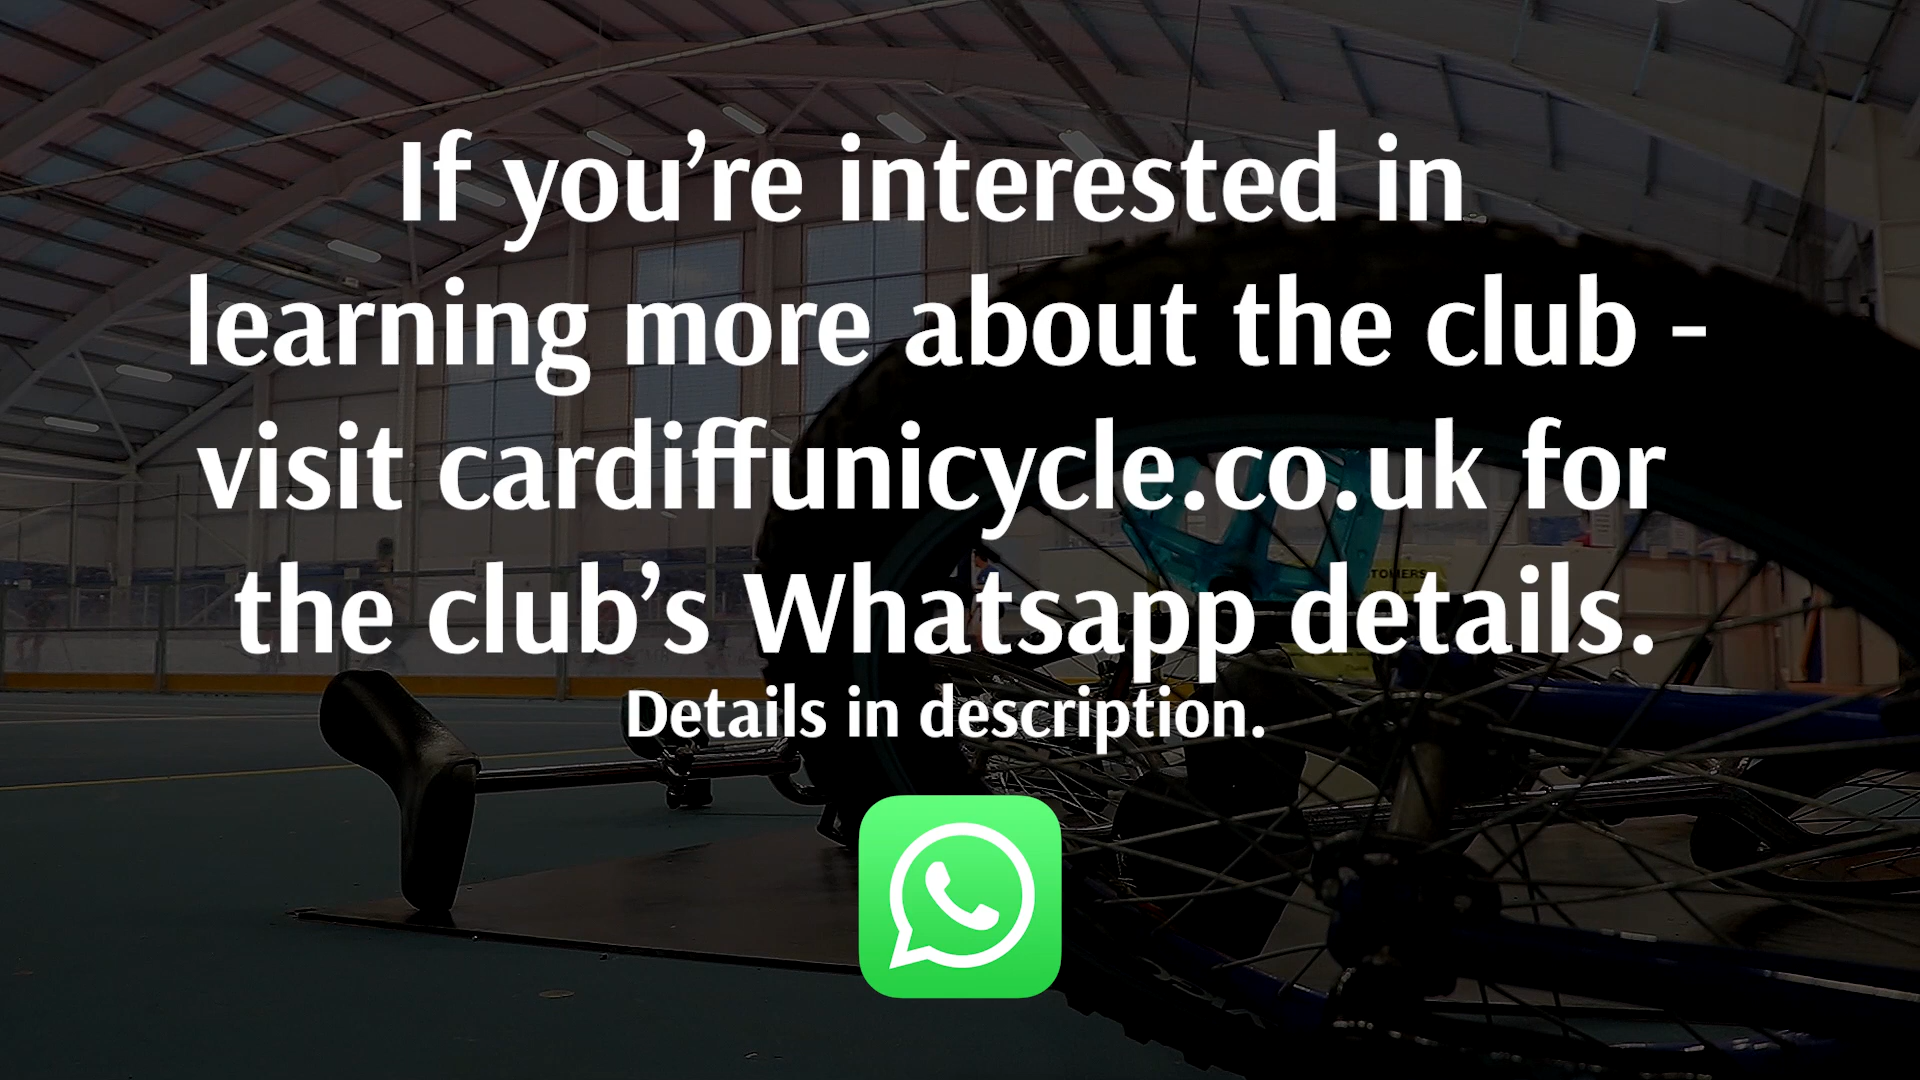 If you’re interested in
learning more about the club -
visit cardiffunicycle.co.uk for
the club’s Whatsapp details.
Details in description.